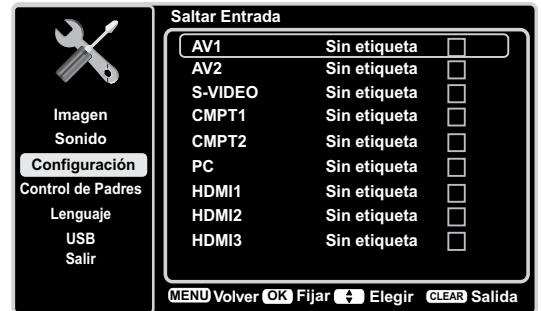 Saltar Entrada
AV1 Sin etiqueta
AV2 Sin etiqueta
S-VIDEO Sin etiqueta
CMPT1 Sin etiqueta
CMPT2 Sin etiqueta
PC Sin etiqueta
HDMI1 Sin etiqueta
HDMI2 Sin etiqueta
HDMI3 Sin etiqueta
Imagen
Sonido
Configuración
Control de Padres
Lenguaje
USB
Salir
MENU Volver OK Fijar Elegir CLEAR Salida